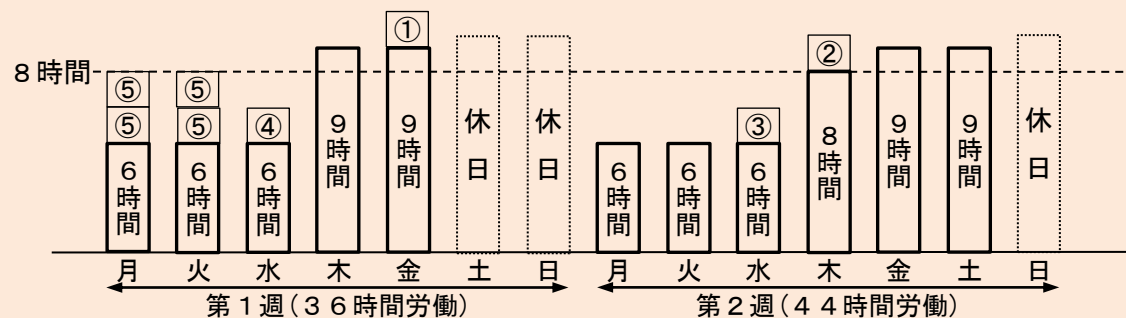 ①
②
８時間
⑤ ⑤
⑤ ⑤ ④ ③
６時間 ６時間 ６時間 ９時間 ９時間 休日 休日 ６時間 ６時間 ６時間 ８時間 ９時間 ９時間 休日
月 火 水 木 金 土 日 月 火 水 木 金 土 日
第１週（３６時間労働） 第２週（４４時間労働）